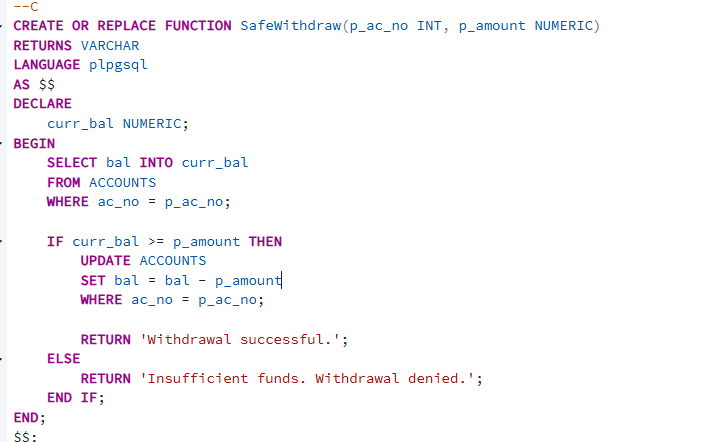 --C
CREATE OR REPLACE FUNCTION SafeWithdraw(p_ac_no INT, p_amount NUMERIC)
RETURNS VARCHAR
LANGUAGE plpgsql
AS $$
DECLARE
    curr_bal NUMERIC;
BEGIN
    SELECT bal INTO curr_bal
    FROM ACCOUNTS
    WHERE ac_no = p_ac_no;

    IF curr_bal >= p_amount THEN
        UPDATE ACCOUNTS
        SET bal = bal - p_amount
        WHERE ac_no = p_ac_no;

        RETURN 'Withdrawal successful.';
    ELSE
        RETURN 'Insufficient funds. Withdrawal denied.';
    END IF;
END;
$$;